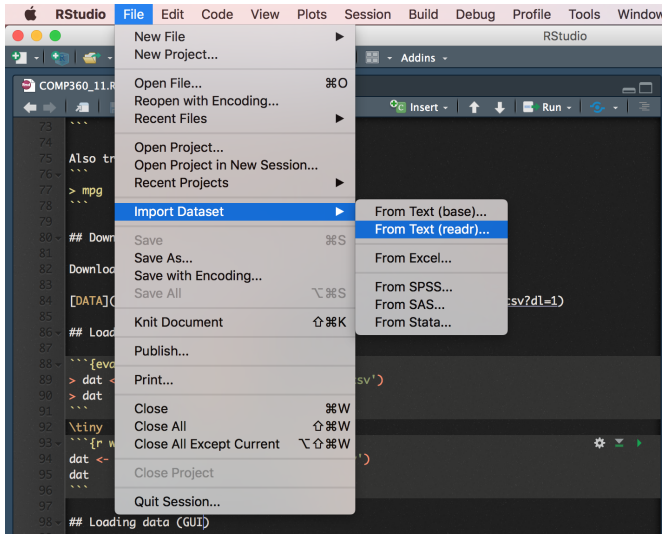 RStudio File Edit Code View Plots Session Build Debug Profile Tools Window
RStudio
Addins
COMP360_11.R
Insert Run
New File
New Project...
Open File... ⌘O
Reopen with Encoding...
Recent Files
Open Project...
Open Project in New Session...
Recent Projects
Import Dataset
Save ⌘S
Save As...
Save with Encoding...
Save All ⌥⌘S
Knit Document ⇧⌘K
Publish...
Print...
Close ⌘W
Close All ⇧⌘W
Close All Except Current ⌥⇧⌘W
Close Project
Quit Session...
From Text (base)...
From Text (readr)...
From Excel...
From SPSS...
From SAS...
From Stata...
73 ```
74
75 Also tr
76 ```
77 > mpg
78 ```
79
80 ## Down
81
82 Downloa
83
84 [DATA]( csv?dl=1)
85
86 ## Load
87
88 ```{eva
89 > dat < sv')
90 > dat
91 ```
92 \tiny
93 ```{r w
94 dat <- ')
95 dat
96 ```
97
98 ## Loading data (GUI)